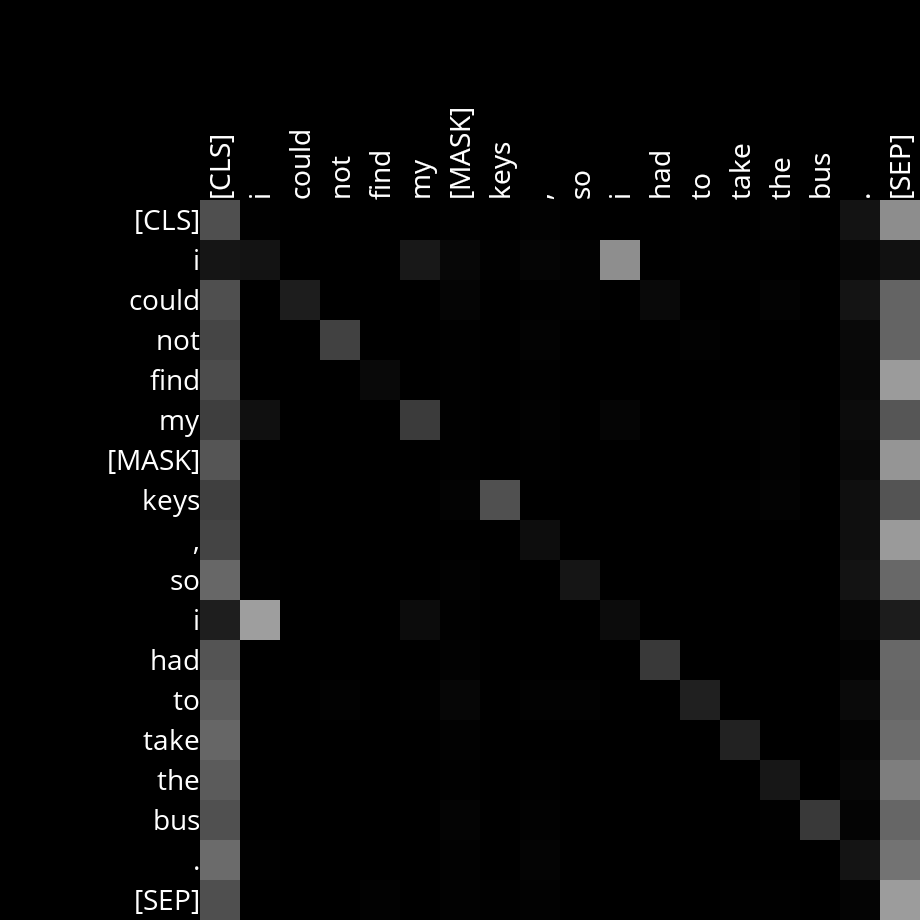 [CLS] i could not find my [MASK] keys , so i had to take the bus . [SEP]
[CLS]
i
could
not
find
my
[MASK]
keys
,
so
i
had
to
take
the
bus
.
[SEP]